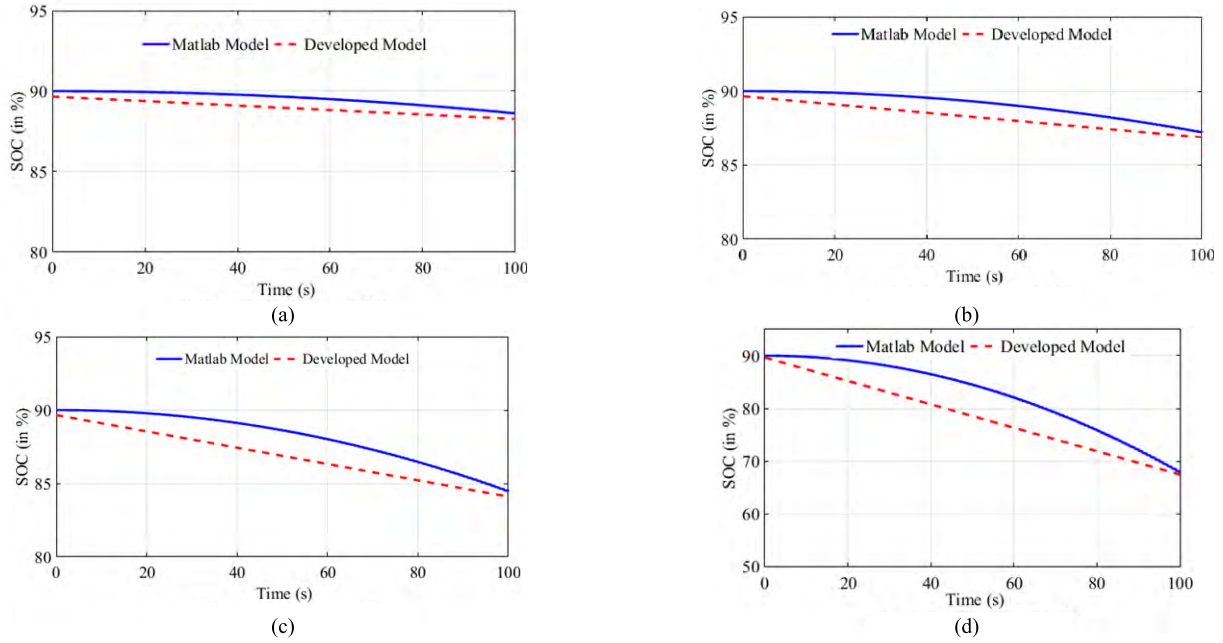 95
Matlab Model Developed Model
90
85
80
SOC (in %)
0 20 40 60 80 100
Time (s)
(a)
95
Matlab Model Developed Model
90
85
80
SOC (in %)
0 20 40 60 80 100
Time (s)
(b)
95
Matlab Model Developed Model
90
85
80
SOC (in %)
0 20 40 60 80 100
Time (s)
(c)
90
Matlab Model Developed Model
80
70
60
50
SOC (in %)
0 20 40 60 80 100
Time (s)
(d)